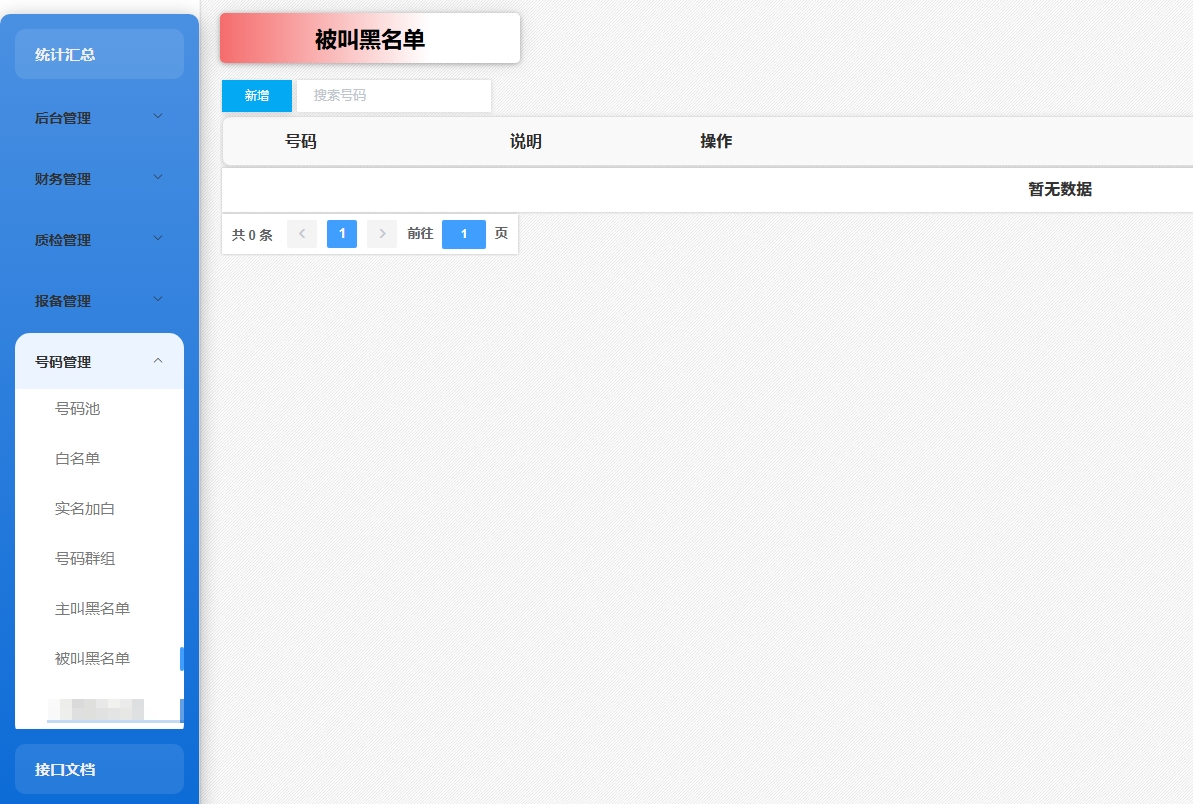 统计汇总
后台管理
财务管理
质检管理
报备管理
号码管理
号码池
白名单
实名加白
号码群组
主叫黑名单
被叫黑名单
接口文档
被叫黑名单
新增 搜索号码
号码 说明 操作
暂无数据
共 0 条 1 前往 1 页